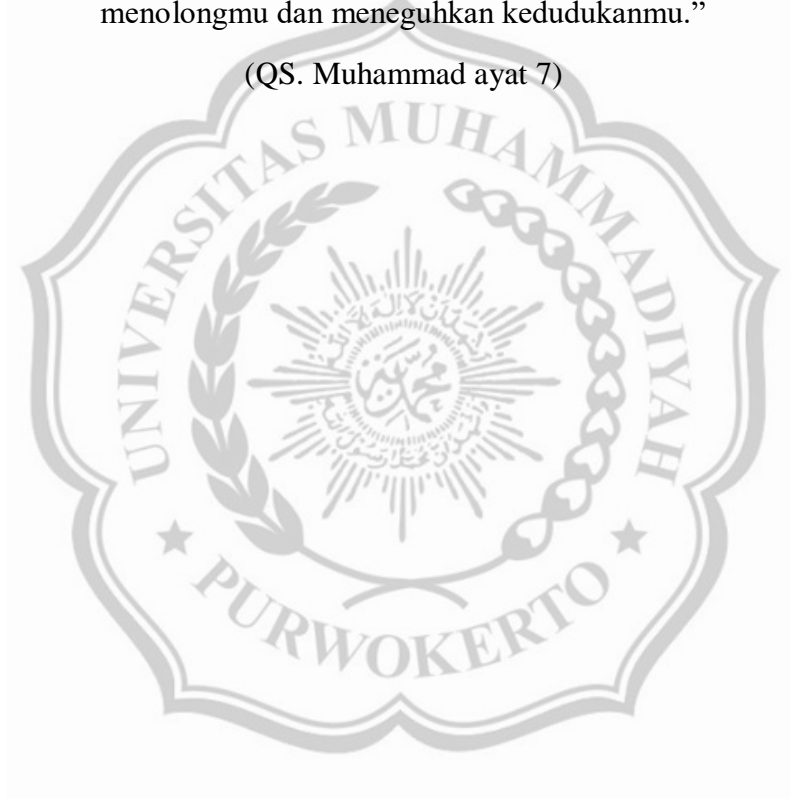 menolongmu dan meneguhkan kedudukanmu.”
(QS. Muhammad ayat 7)
UNIVERSITAS MUHAMMADIYAH
PURWOKERTO